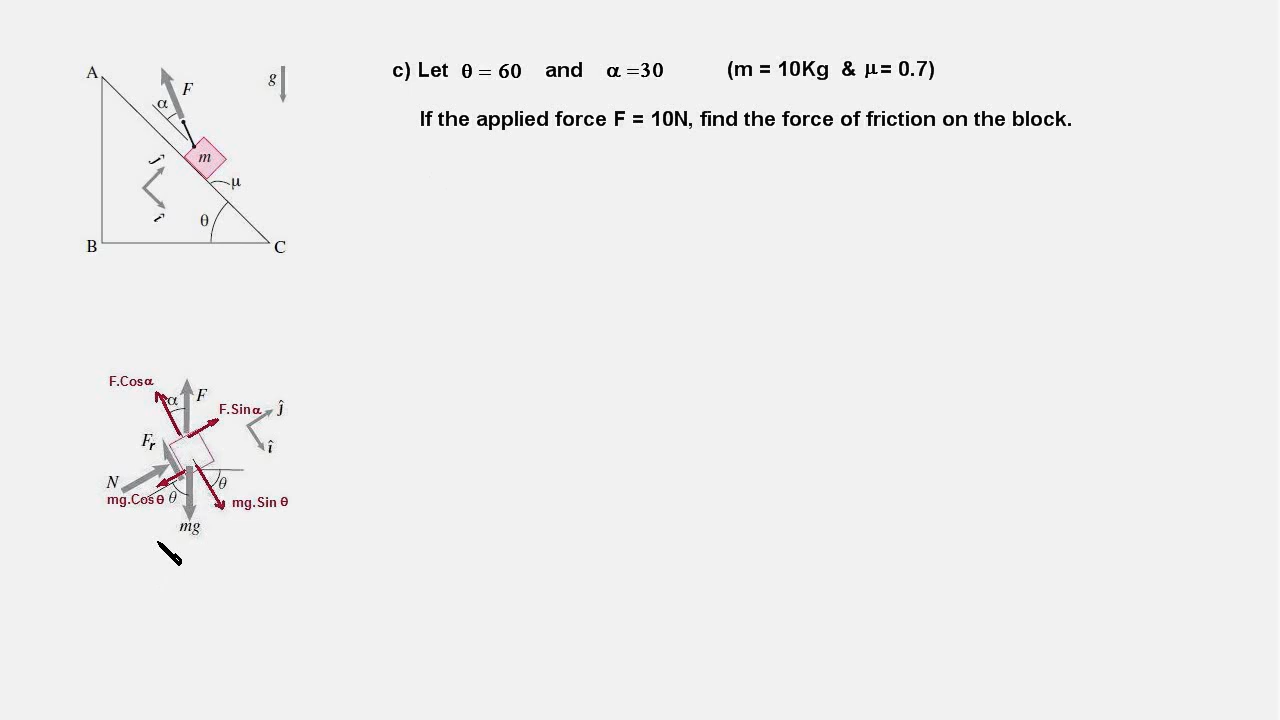 c) Let θ = 60 and α =30 (m = 10Kg & μ = 0.7)
If the applied force F = 10N, find the force of friction on the block.
A
F
g
α
m
ĵ
μ
î
θ
B
C
F.Cosα
α
F
F.Sinα
ĵ
Fr
î
N
θ
mg.Cosθ
θ
mg.Sin θ
mg